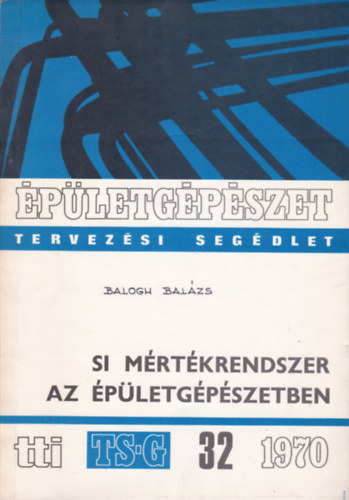 ÉPÜLETGÉPÉSZET
TERVEZÉSI SEGÉDLET
BALOGH BALÁZS
SI MÉRTÉKRENDSZER
AZ ÉPÜLETGÉPÉSZETBEN
tti TS-G 32 1970